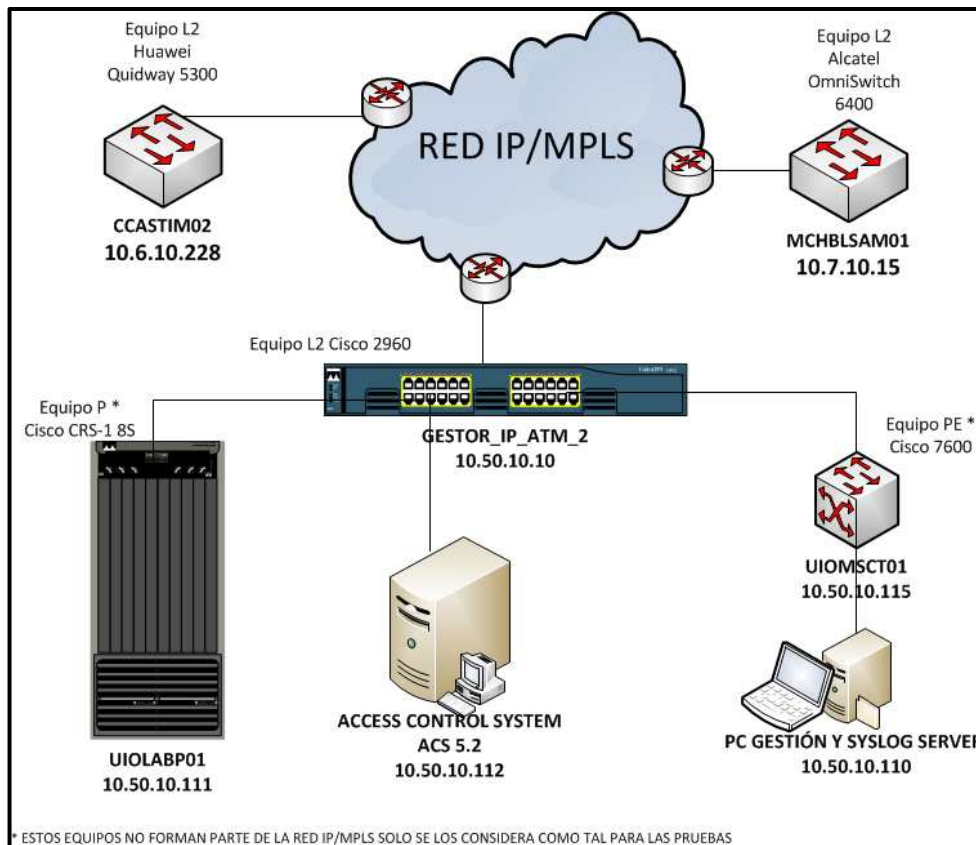 Equipo L2
Huawei
Quidway 5300
Equipo L2
Alcatel
OmniSwitch
6400
RED IP/MPLS
CCASTIM02
10.6.10.228
MCHBLSAM01
10.7.10.15
Equipo L2 Cisco 2960
Equipo P *
Cisco CRS-1 8S
GESTOR_IP_ATM_2
10.50.10.10
Equipo PE *
Cisco 7600
UIOMSCT01
10.50.10.115
ACCESS CONTROL SYSTEM
ACS 5.2
10.50.10.112
PC GESTIÓN Y SYSLOG SERVER
10.50.10.110
UIOLABP01
10.50.10.111
* ESTOS EQUIPOS NO FORMAN PARTE DE LA RED IP/MPLS SOLO SE LOS CONSIDERA COMO TAL PARA LAS PRUEBAS